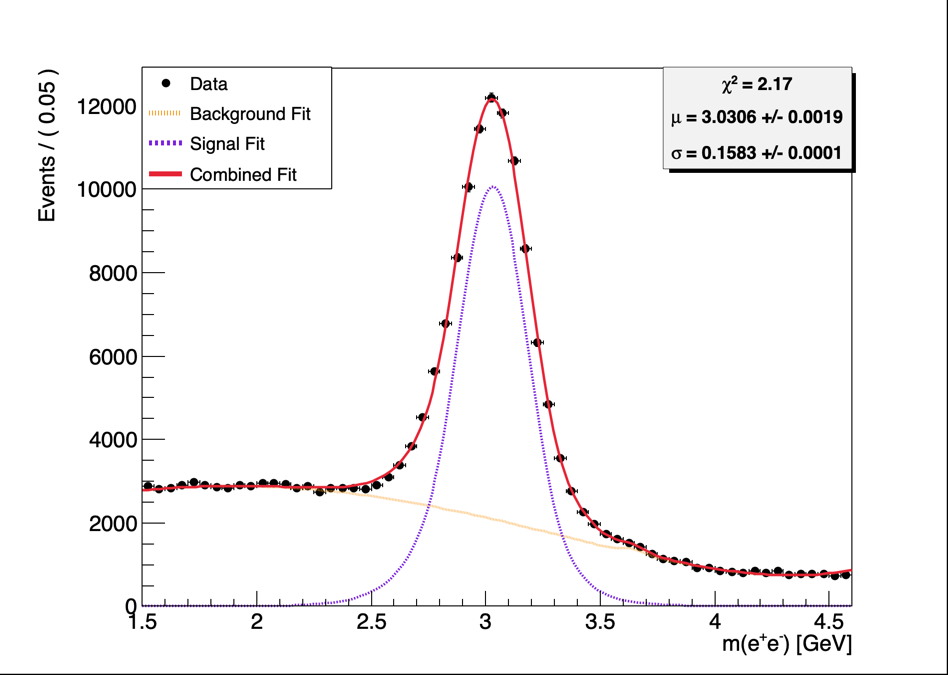 Events / ( 0.05 )
Data
Background Fit
Signal Fit
Combined Fit
χ² = 2.17
μ = 3.0306 +/- 0.0019
σ = 0.1583 +/- 0.0001
12000
10000
8000
6000
4000
2000
0
1.5 2 2.5 3 3.5 4 4.5
m(e⁺e⁻) [GeV]